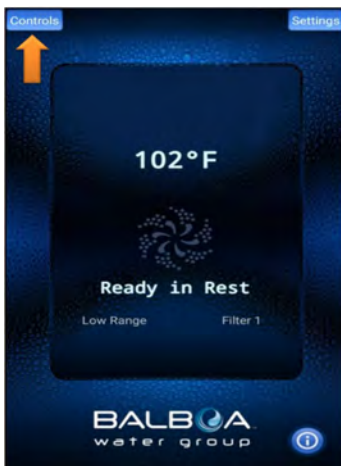 Controls Settings
102°F
Ready in Rest
Low Range Filter 1
BALBOA
water group